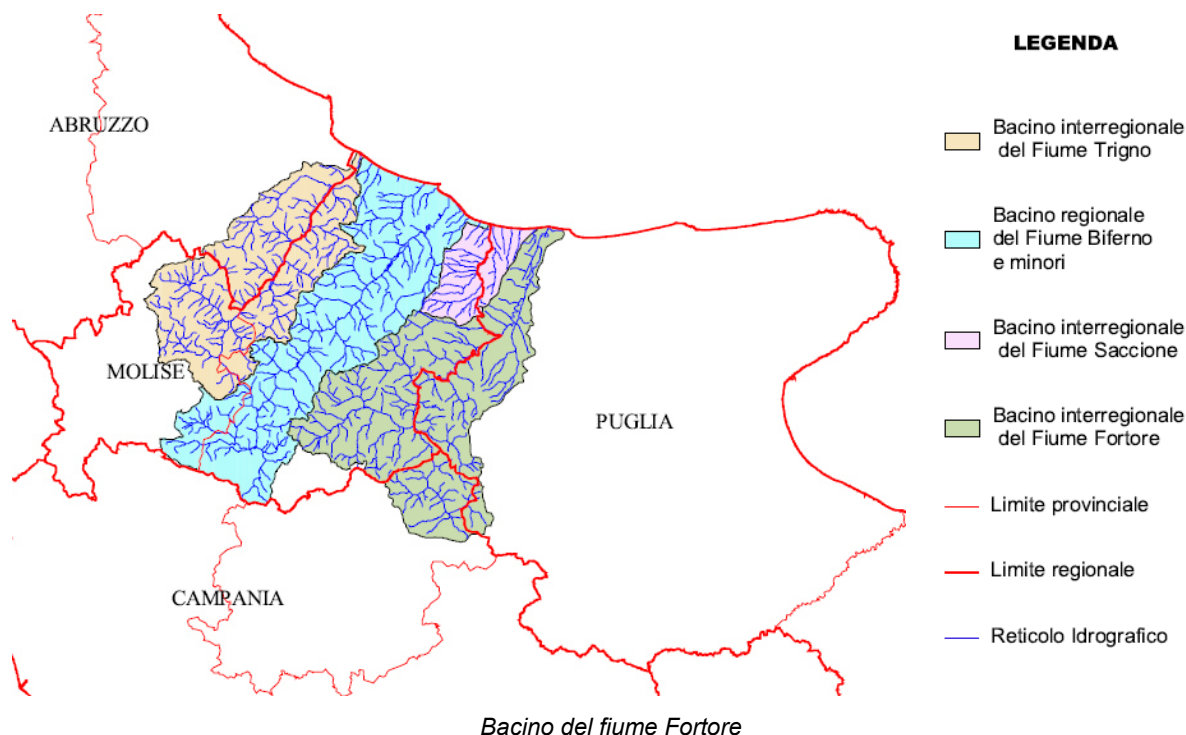 LEGENDA
ABRUZZO
MOLISE
PUGLIA
CAMPANIA
Bacino interregionale
del Fiume Trigno
Bacino regionale
del Fiume Biferno
e minori
Bacino interregionale
del Fiume Saccione
Bacino interregionale
del Fiume Fortore
Limite provinciale
Limite regionale
Reticolo Idrografico
Bacino del fiume Fortore